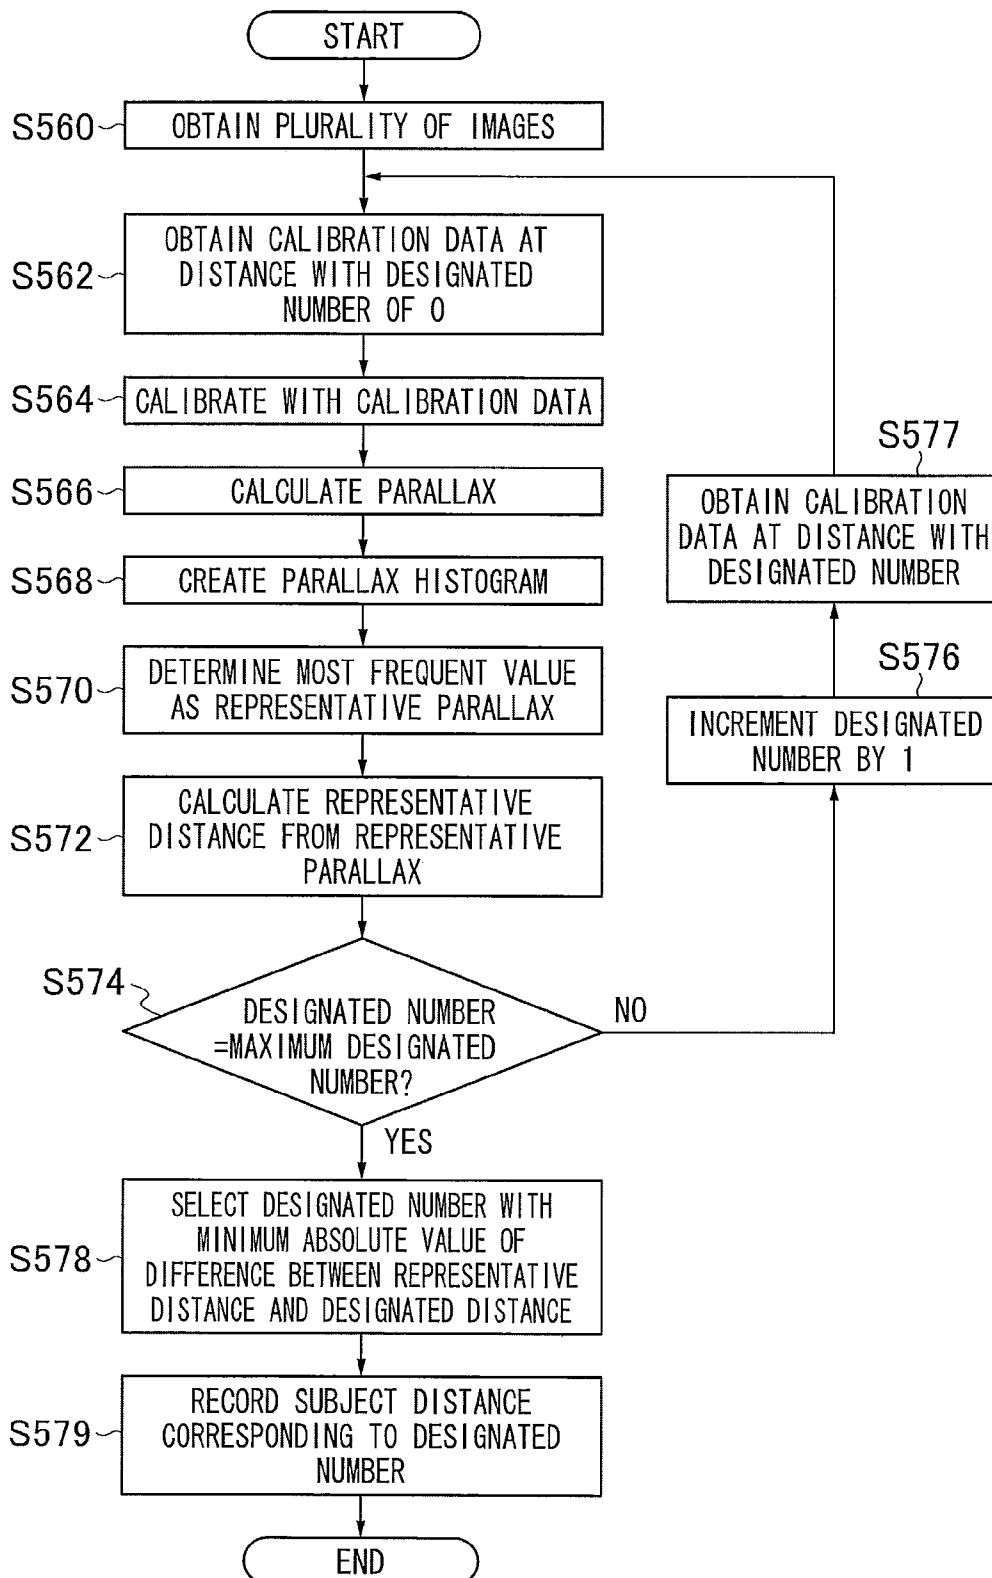 START
S560
OBTAIN PLURALITY OF IMAGES
S562
OBTAIN CALIBRATION DATA AT
DISTANCE WITH DESIGNATED
NUMBER OF 0
S564
CALIBRATE WITH CALIBRATION DATA
S566
CALCULATE PARALLAX
S568
CREATE PARALLAX HISTOGRAM
S570
DETERMINE MOST FREQUENT VALUE
AS REPRESENTATIVE PARALLAX
S572
CALCULATE REPRESENTATIVE
DISTANCE FROM REPRESENTATIVE
PARALLAX
S574
DESIGNATED NUMBER
=MAXIMUM DESIGNATED
NUMBER?
NO
S576
INCREMENT DESIGNATED
NUMBER BY 1
S577
OBTAIN CALIBRATION
DATA AT DISTANCE WITH
DESIGNATED NUMBER
YES
S578
SELECT DESIGNATED NUMBER WITH
MINIMUM ABSOLUTE VALUE OF
DIFFERENCE BETWEEN REPRESENTATIVE
DISTANCE AND DESIGNATED DISTANCE
S579
RECORD SUBJECT DISTANCE
CORRESPONDING TO DESIGNATED
NUMBER
END